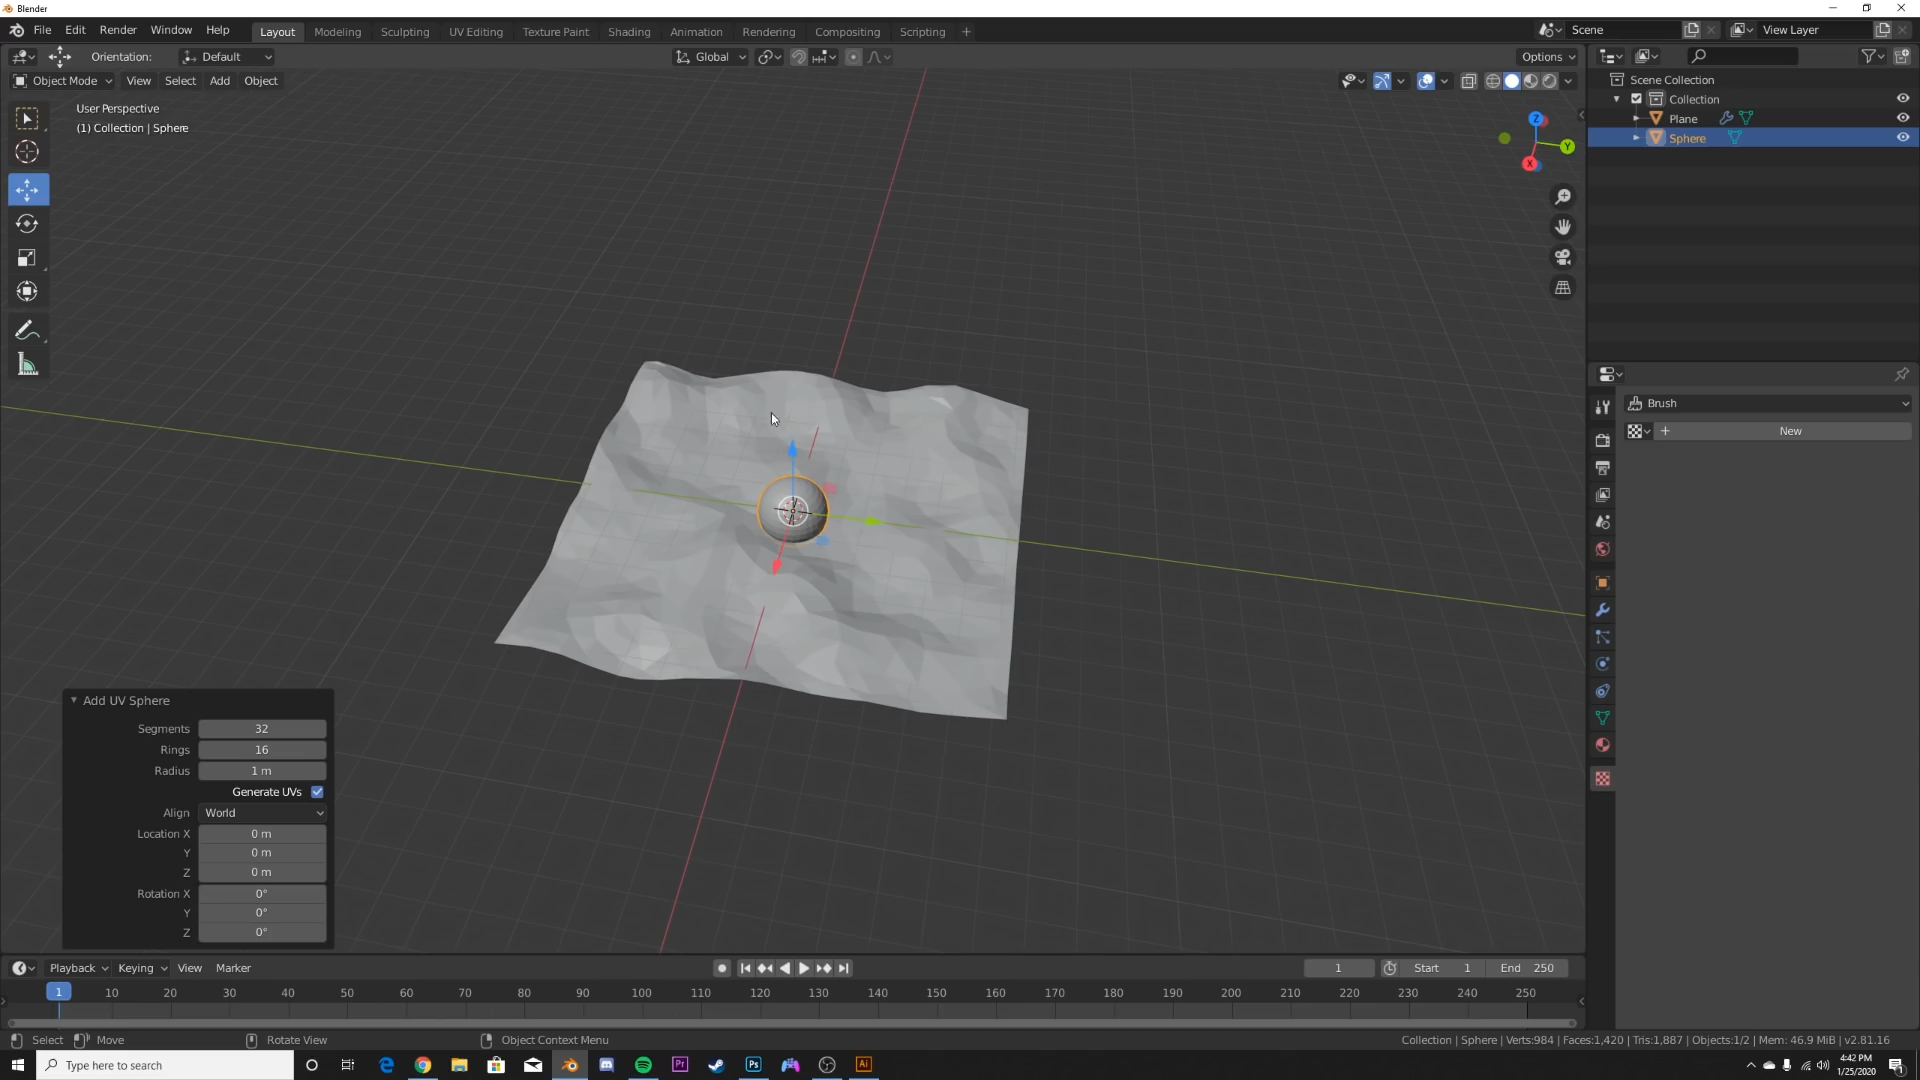 Blender
File Edit Render Window Help Layout Modeling Sculpting UV Editing Texture Paint Shading Animation Rendering Compositing Scripting + Scene View Layer
Orientation: Default Global Options
Object Mode View Select Add Object
User Perspective
(1) Collection | Sphere
Z
Y
X
Scene Collection
Collection
Plane
Sphere
Brush
+ New
Add UV Sphere
Segments 32
Rings 16
Radius 1 m
Generate UVs
Align World
Location X 0 m
Y 0 m
Z 0 m
Rotation X 0°
Y 0°
Z 0°
Playback Keying View Marker 1 Start 1 End 250
1 10 20 30 40 50 60 70 80 90 100 110 120 130 140 150 160 170 180 190 200 210 220 230 240 250
Select Move Rotate View Object Context Menu Collection | Sphere | Verts:984 | Faces:1,420 | Tris:1,887 | Objects:1/2 | Mem: 46.9 MiB | v2.81.16
Type here to search Pr Ps Ai 4:42 PM
1/25/2020